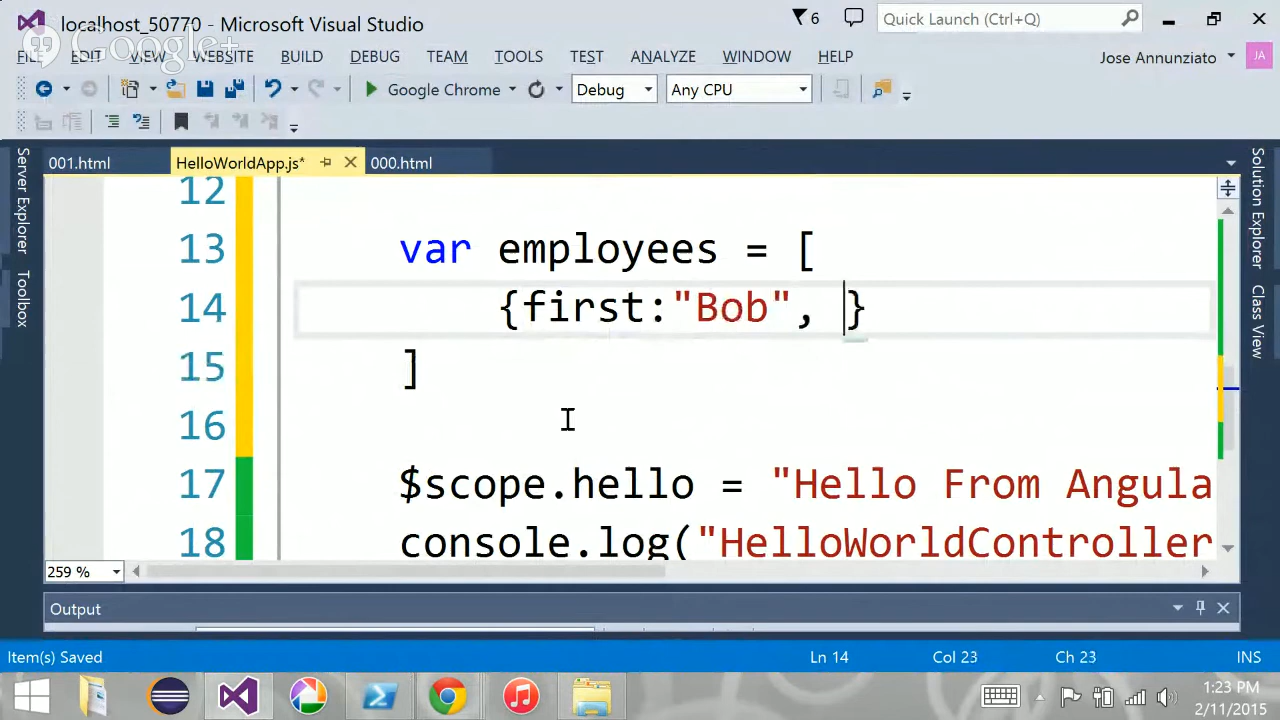 localhost_50770 - Microsoft Visual Studio
6
Quick Launch (Ctrl+Q)
Google+
FILE EDIT VIEW WEBSITE BUILD DEBUG TEAM TOOLS TEST ANALYZE WINDOW HELP
Jose Annunziato
JA
Google Chrome
Debug
Any CPU
001.html
HelloWorldApp.js*
000.html
Server Explorer
Toolbox
Solution Explorer
Class View
12
13 var employees = [
14 {first:"Bob", }
15 ]
16
17 $scope.hello = "Hello From Angula
18 console.log("HelloWorldController
259 %
Output
Item(s) Saved
Ln 14
Col 23
Ch 23
INS
1:23 PM
2/11/2015